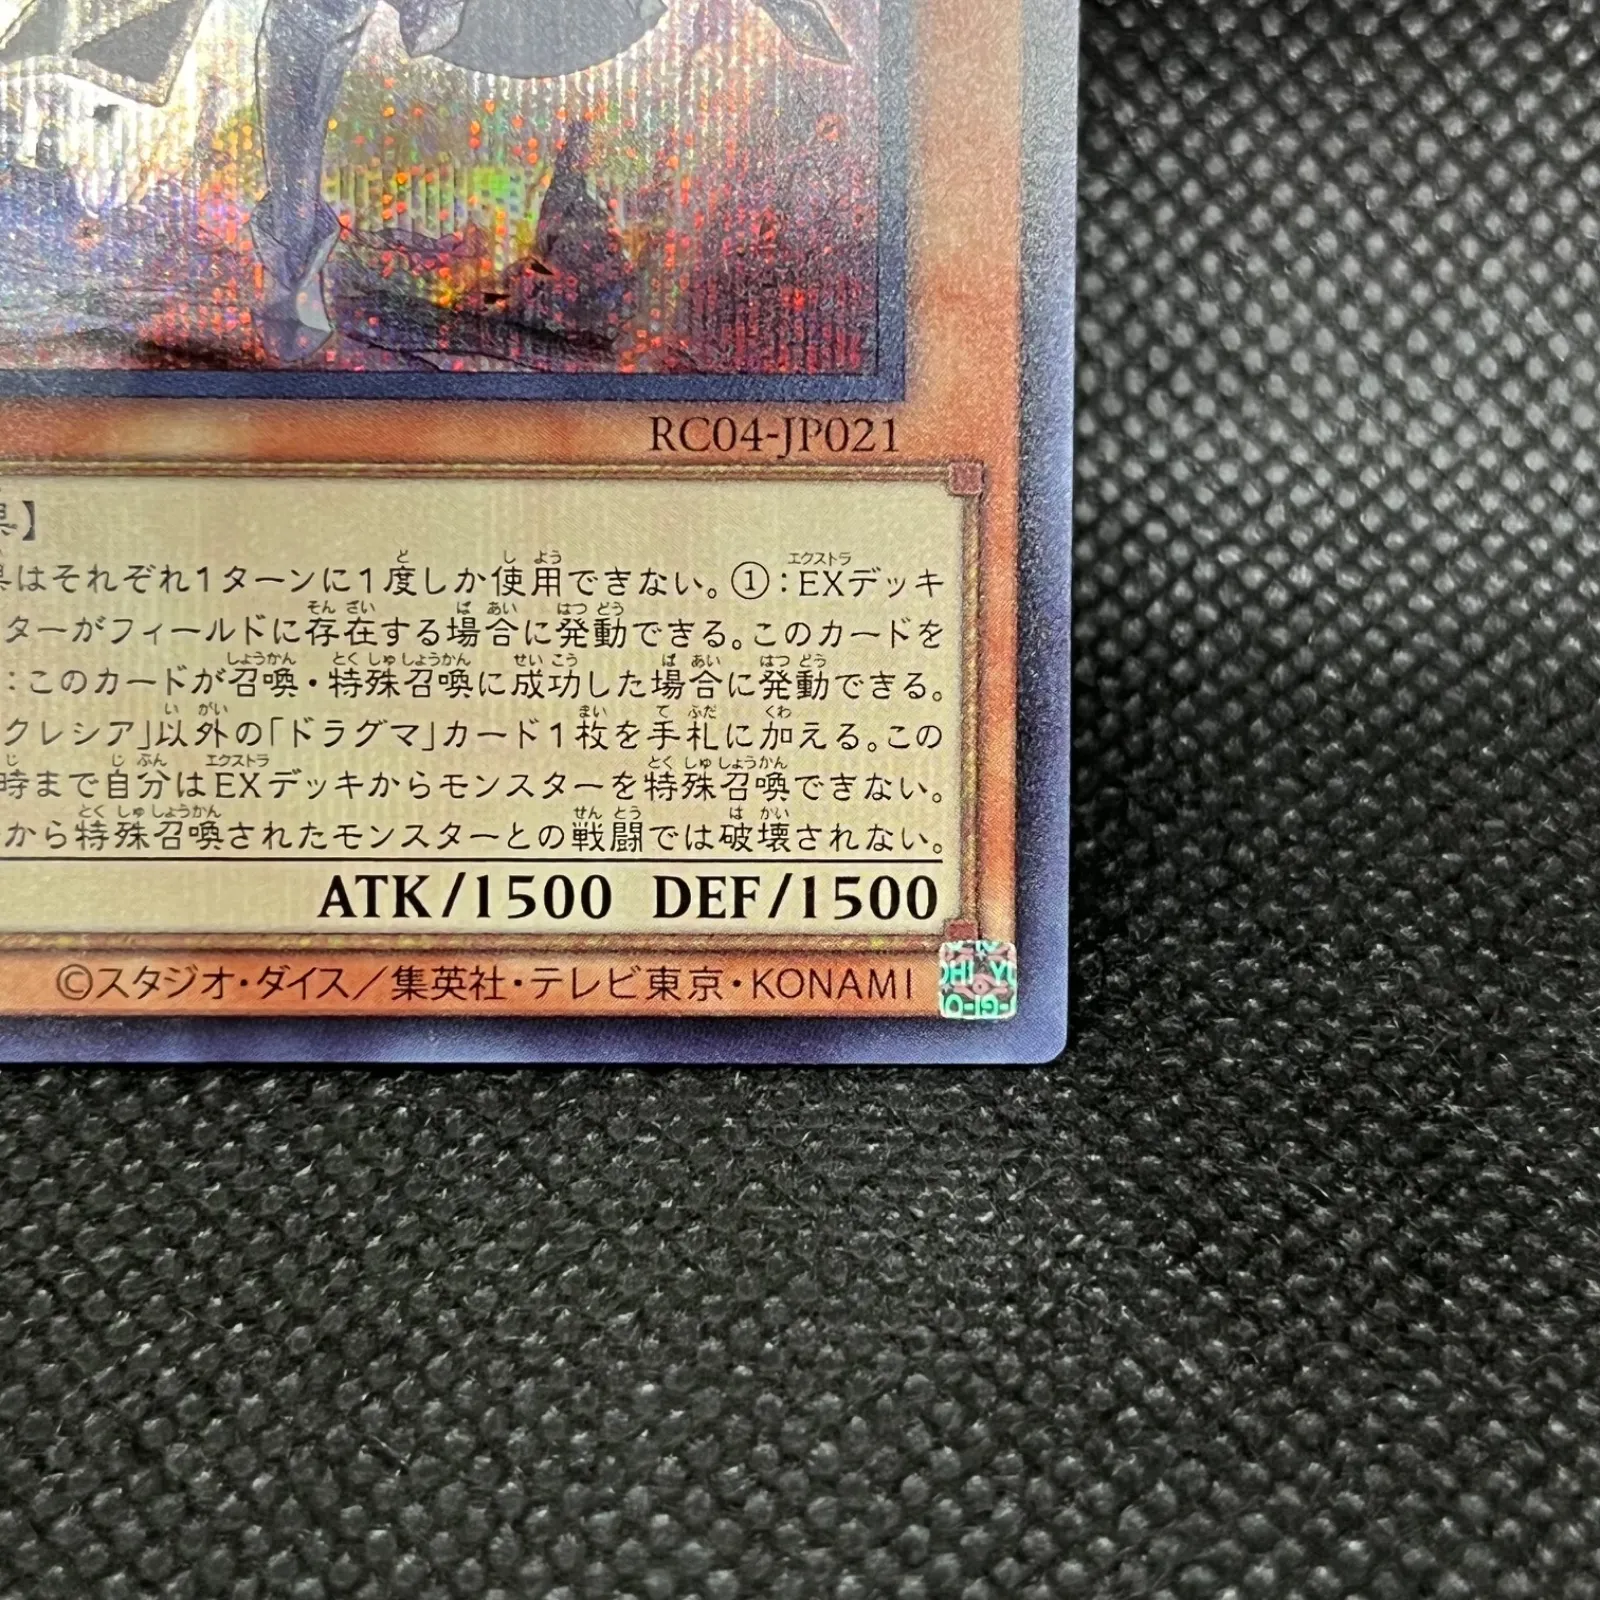 RC04-JP021
】
はそれぞれ1ターンに1度しか使用できない。①:EXデッキ
ターがフィールドに存在する場合に発動できる。このカードを
:このカードが召喚・特殊召喚に成功した場合に発動できる。
クレシア」以外の「ドラグマ」カード1枚を手札に加える。この
時まで自分はEXデッキからモンスターを特殊召喚できない。
から特殊召喚されたモンスターとの戦闘では破壊されない。
ATK/1500 DEF/1500
©スタジオ・ダイス/集英社・テレビ東京・KONAMI